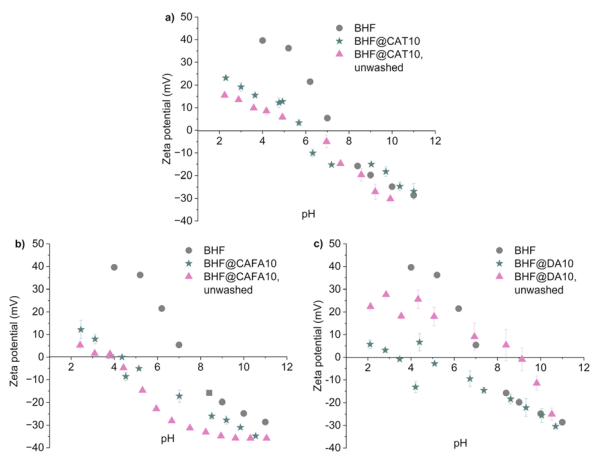 a)
50
40
30
20
10
0
−10
−20
−30
−40
0
2
4
6
8
10
12
Zeta potential (mV)
pH
BHF
BHF@CAT10
BHF@CAT10,
unwashed
b)
50
40
30
20
10
0
−10
−20
−30
−40
0
2
4
6
8
10
12
Zeta potential (mV)
pH
BHF
BHF@CAFA10
BHF@CAFA10,
unwashed
c)
50
40
30
20
10
0
−10
−20
−30
−40
0
2
4
6
8
10
12
Zeta potential (mV)
pH
BHF
BHF@DA10
BHF@DA10,
unwashed